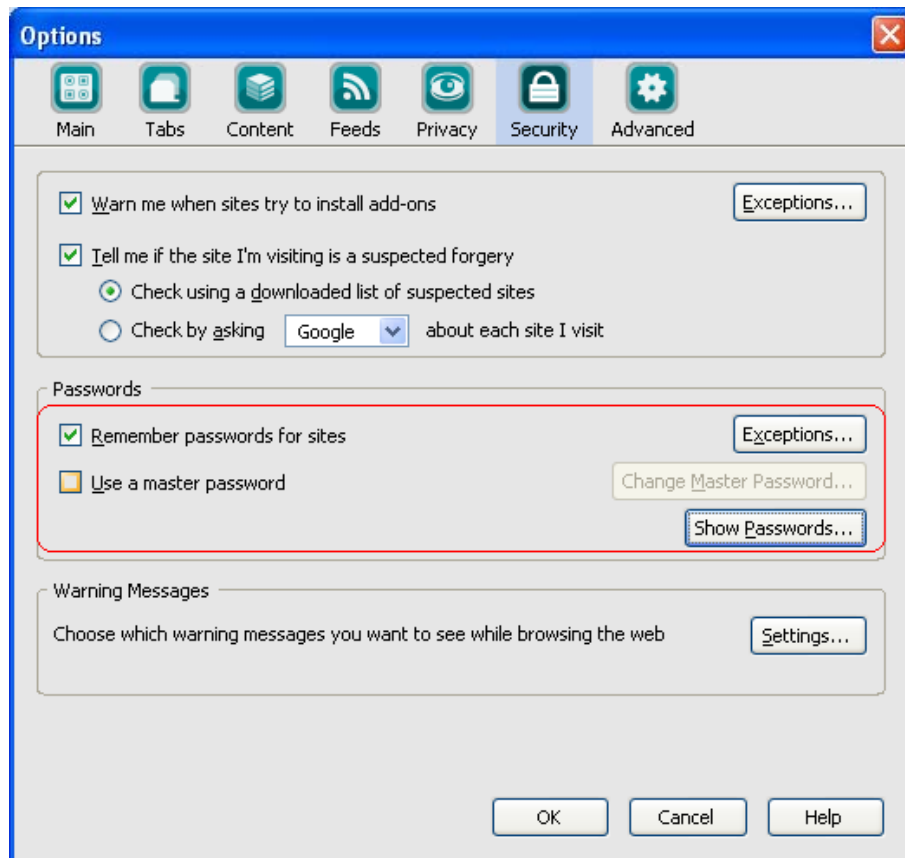 Options
Main Tabs Content Feeds Privacy Security Advanced
Warn me when sites try to install add-ons Exceptions...
Tell me if the site I'm visiting is a suspected forgery
Check using a downloaded list of suspected sites
Check by asking Google about each site I visit
Passwords
Remember passwords for sites Exceptions...
Use a master password Change Master Password...
Show Passwords...
Warning Messages
Choose which warning messages you want to see while browsing the web Settings...
OK Cancel Help